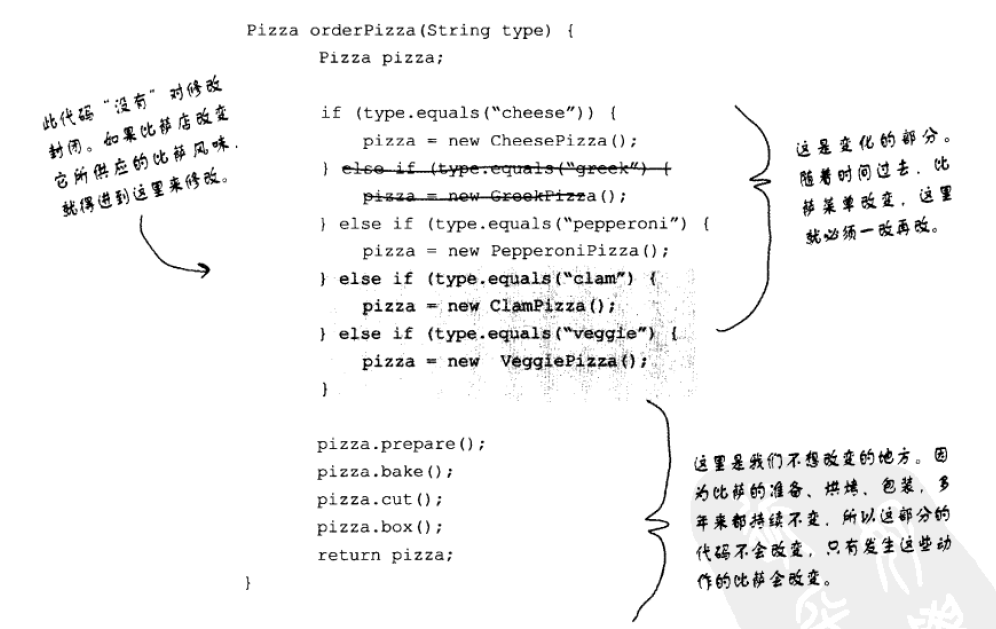 Pizza orderPizza(String type) {
Pizza pizza;
此代码“没有”对修改
封闭。如果比萨店改变
它所供应的比萨风味,
就得进到这里来修改。
if (type.equals(“cheese”)) {
pizza = new CheesePizza();
} else if (type.equals(“greek”) {
pizza = new GreekPizza();
} else if (type.equals(“pepperoni”) {
pizza = new PepperoniPizza();
} else if (type.equals(“clam”) {
pizza = new ClamPizza();
} else if (type.equals(“veggie”) {
pizza = new VeggiePizza();
}
这是变化的部分。
随着时间过去,比
萨菜单改变,这里
就必须一改再改。
pizza.prepare();
pizza.bake();
pizza.cut();
pizza.box();
return pizza;
}
这里是我们不想改变的地方。因
为比萨的准备、烘烤、包装,多
年来都持续不变,所以这部分的
代码不会改变,只有发生这些动
作的比萨会改变。